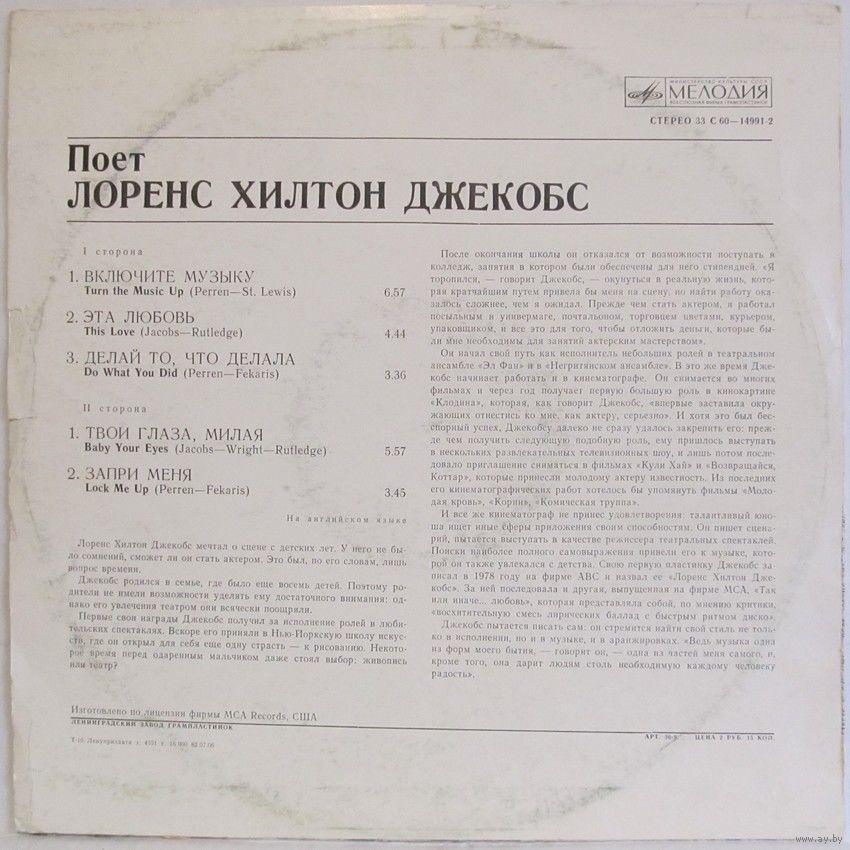 МИНИСТЕРСТВО КУЛЬТУРЫ СССР
МЕЛОДИЯ
ВСЕСОЮЗНАЯ ФИРМА ГРАМПЛАСТИНОК
СТЕРЕО 33 С 60—14991-2
Поет
ЛОРЕНС ХИЛТОН ДЖЕКОБС
I сторона
1. ВКЛЮЧИТЕ МУЗЫКУ
Turn the Music Up (Perren—St. Lewis) 6.57
2. ЭТА ЛЮБОВЬ
This Love (Jacobs—Rutledge) 4.44
3. ДЕЛАЙ ТО, ЧТО ДЕЛАЛА
Do What You Did (Perren—Fekaris) 3.36
II сторона
1. ТВОИ ГЛАЗА, МИЛАЯ
Baby Your Eyes (Jacobs—Wright—Rutledge) 5.57
2. ЗАПРИ МЕНЯ
Lock Me Up (Perren—Fekaris) 3.45
На английском языке
Лоренс Хилтон Джекобс мечтал о сцене с детских лет. У него не бы-
ло сомнений, сможет ли он стать актером. Это был, по его словам, лишь
вопрос времени.
Джекобс родился в семье, где было еще восемь детей. Поэтому ро-
дители не имели возможности уделять ему достаточного внимания: од-
нако его увлечения театром они всячески поощряли.
Первые свои награды Джекобс получил за исполнение ролей в люби-
тельских спектаклях. Вскоре его приняли в Нью-Йоркскую школу искус-
ств, где он открыл для себя еще одну страсть — к рисованию. Некото-
рое время перед одаренным мальчиком даже стоял выбор: живопись
или театр?
После окончания школы он отказался от возможности поступать в
колледж, занятия в котором были обеспечены для него стипендией. «Я
торопился, — говорит Джекобс, — окунуться в реальную жизнь, кото-
рая кратчайшим путем привела бы меня на сцену, но найти работу ока-
залось сложнее, чем я ожидал. Прежде чем стать актером, я работал
посыльным в универмаге, почтальоном, торговцем цветами, курьером,
упаковщиком, и все это для того, чтобы отложить деньги, которые бы-
ли мне необходимы для занятий актерским мастерством».
Он начал свой путь как исполнитель небольших ролей в театральном
ансамбле «Эл Фан» и в «Негритянском ансамбле». В это же время Дже-
кобс начинает работать и в кинематографе. Он снимается во многих
фильмах и через год получает первую большую роль в кинокартине
«Клодина», которая, как говорит Джекобс, «впервые заставила окру-
жающих отнестись ко мне, как актеру, серьезно». И хотя это был бес-
спорный успех, Джекобсу далеко не сразу удалось закрепить его: преж-
де чем получить следующую подобную роль, ему пришлось выступать
в нескольких развлекательных телевизионных шоу, и лишь потом после-
довало приглашение сниматься в фильмах «Кули Хай» и «Возвращайся,
Коттар», которые принесли молодому актеру известность. Из последних
его кинематографических работ хотелось бы упомянуть фильмы «Моло-
дая кровь», «Корни», «Комическая труппа».
И все же кинематограф не принес удовлетворения: талантливый юно-
ша ищет иные сферы приложения своим способностям. Он пишет сцена-
рий, пытается выступать в качестве режиссера театральных спектаклей.
Поиски наиболее полного самовыражения привели его к музыке, кото-
рой он также увлекался с детства. Свою первую пластинку Джекобс за-
писал в 1978 году на фирме ABC и назвал ее «Лоренс Хилтон Дже-
кобс». За ней последовала и другая, выпущенная на фирме MCA, «Так
или иначе... любовь», которая представляла собой, по мнению критики,
«восхитительную смесь лирических баллад с быстрым ритмом диско».
Джекобс пытается писать сам: он стремится найти свой стиль не толь-
ко в исполнении, но и в музыке, и в аранжировках. «Ведь музыка одна
из форм моего бытия, — говорит он, — одна из частей меня самого, и,
кроме того, она дарит людям столь необходимую каждому человеку
радость».
Изготовлено по лицензии фирмы MCA Records, США
ЛЕНИНГРАДСКИЙ ЗАВОД ГРАМПЛАСТИНОК
АРТ. ЦЕНА 2 РУБ. 15 КОП.
www.ay.by